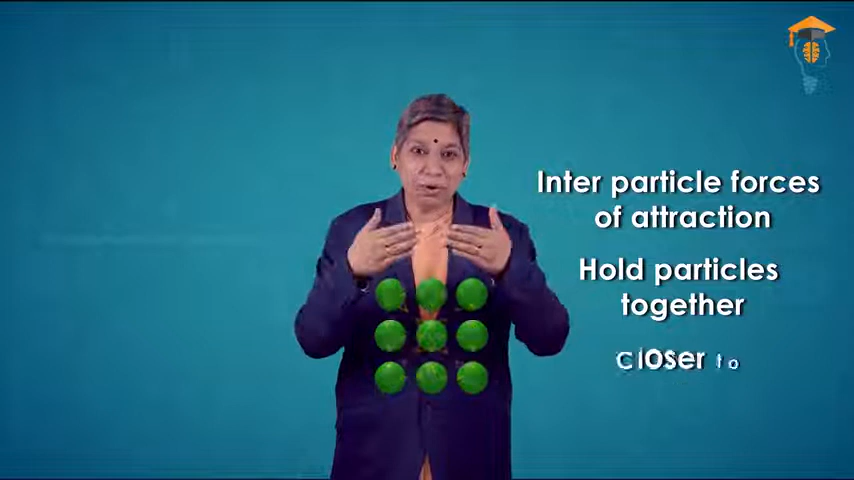 Inter particle forces
of attraction
Hold particles
together
closer to